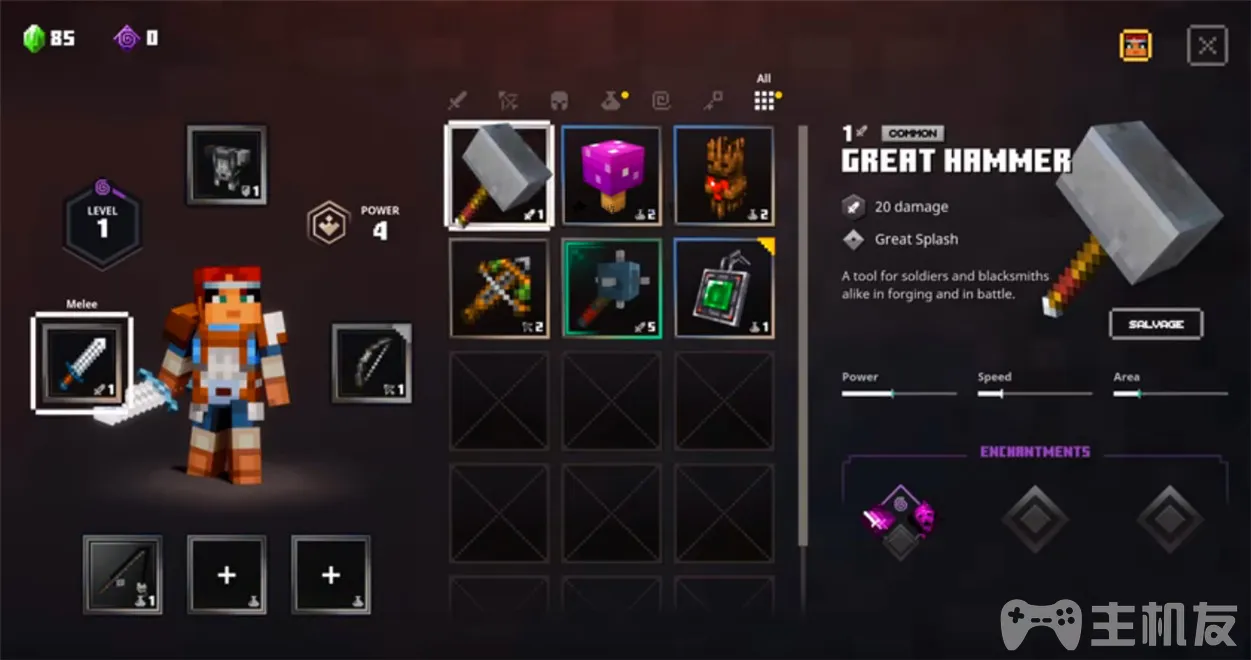 85
0
All
LEVEL
1
POWER
4
1
Melee
1
1
1
1
2
2
2
5
1
1
COMMON
GREAT HAMMER
20 damage
Great Splash
A tool for soldiers and blacksmiths
alike in forging and in battle.
SALVAGE
Power
Speed
Area
ENCHANTMENTS
主机友